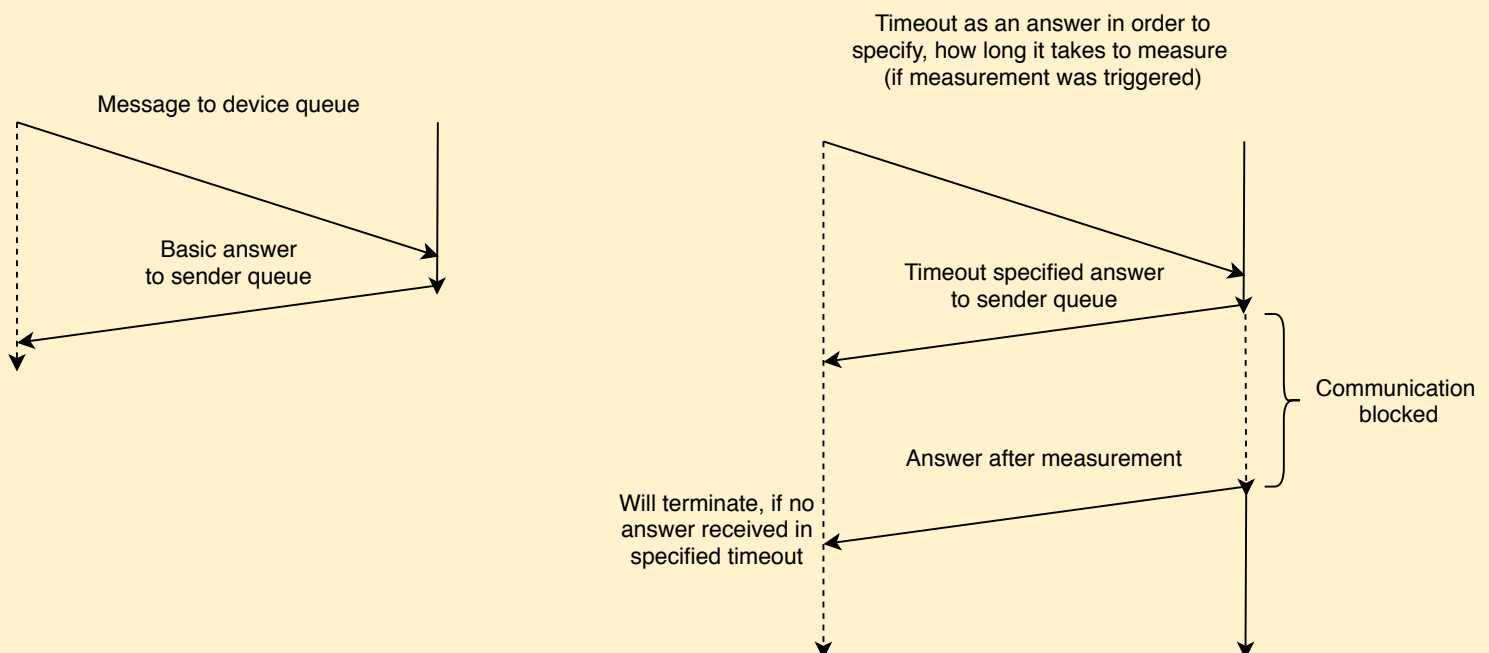 Message to device queue
Basic answer
to sender queue
Timeout as an answer in order to
specify, how long it takes to measure
(if measurement was triggered)
Timeout specified answer
to sender queue
Communication
blocked
Answer after measurement
Will terminate, if no
answer received in
specified timeout